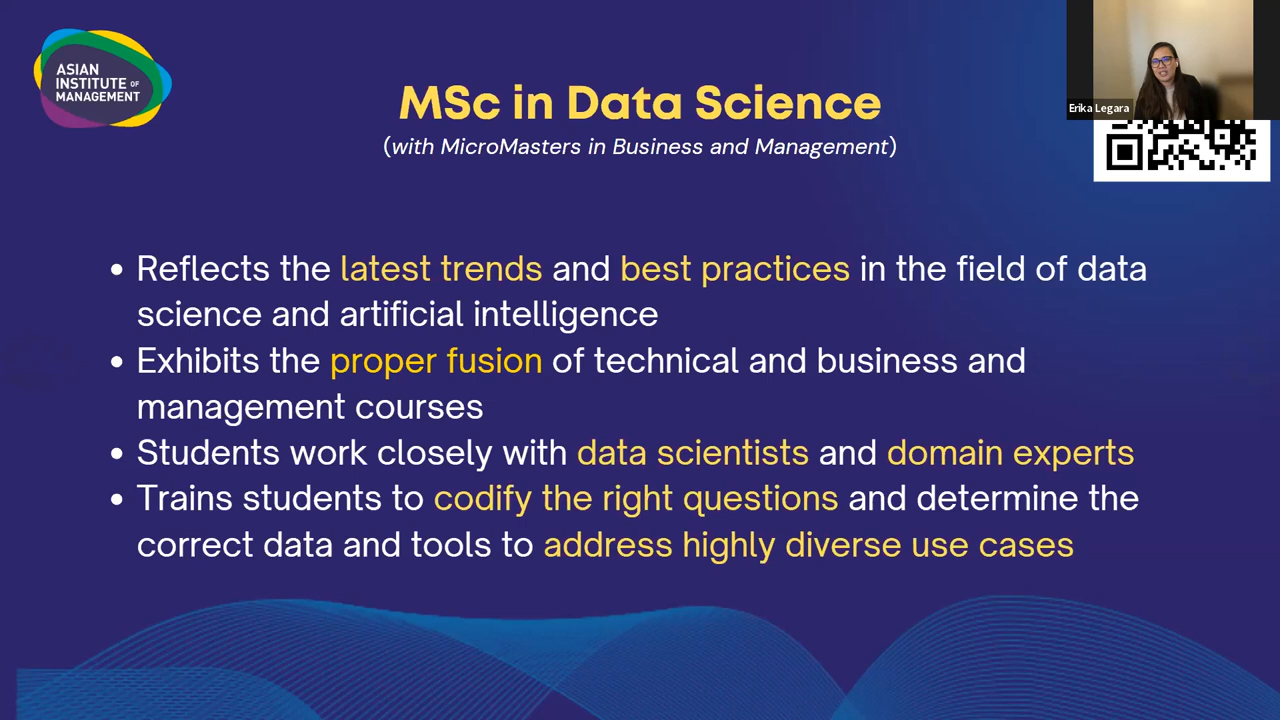 ASIAN
INSTITUTE OF
MANAGEMENT
MSc in Data Science
(with MicroMasters in Business and Management)
Erika Legara
• Reflects the latest trends and best practices in the field of data
science and artificial intelligence
• Exhibits the proper fusion of technical and business and
management courses
• Students work closely with data scientists and domain experts
• Trains students to codify the right questions and determine the
correct data and tools to address highly diverse use cases